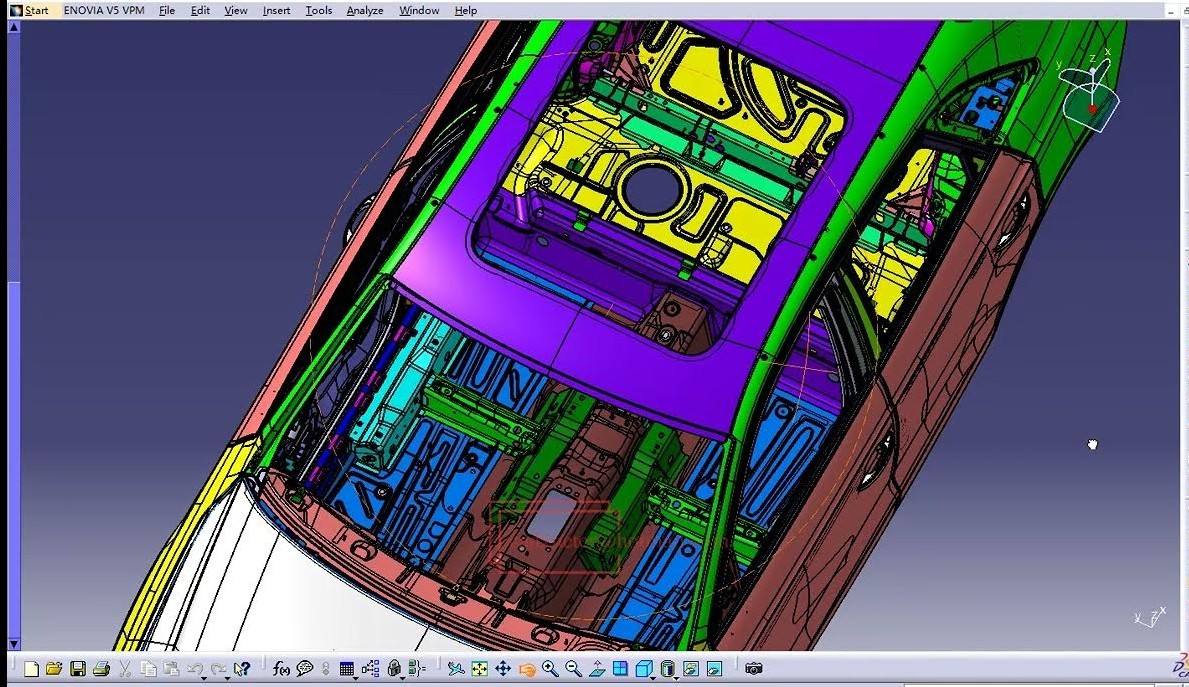 Start ENOVIA V5 VPM File Edit View Insert Tools Analyze Window Help
x
z
y
x
y z
f(x)